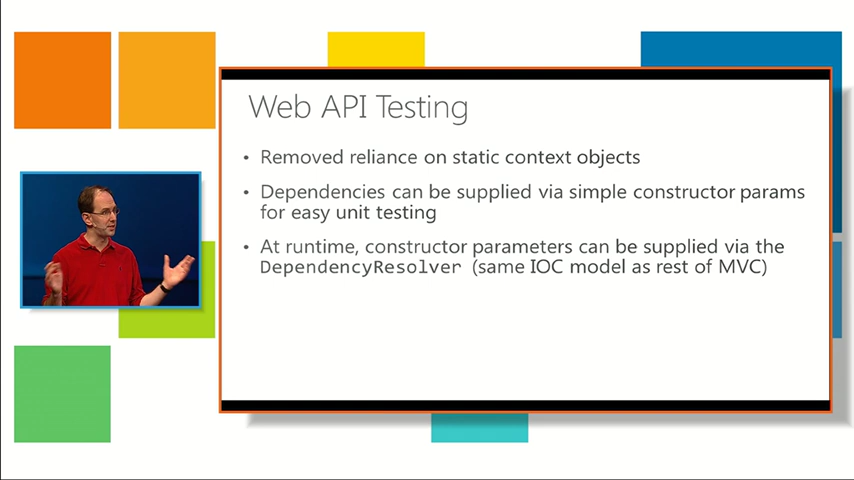 Web API Testing
• Removed reliance on static context objects
• Dependencies can be supplied via simple constructor params
for easy unit testing
• At runtime, constructor parameters can be supplied via the
DependencyResolver (same IOC model as rest of MVC)